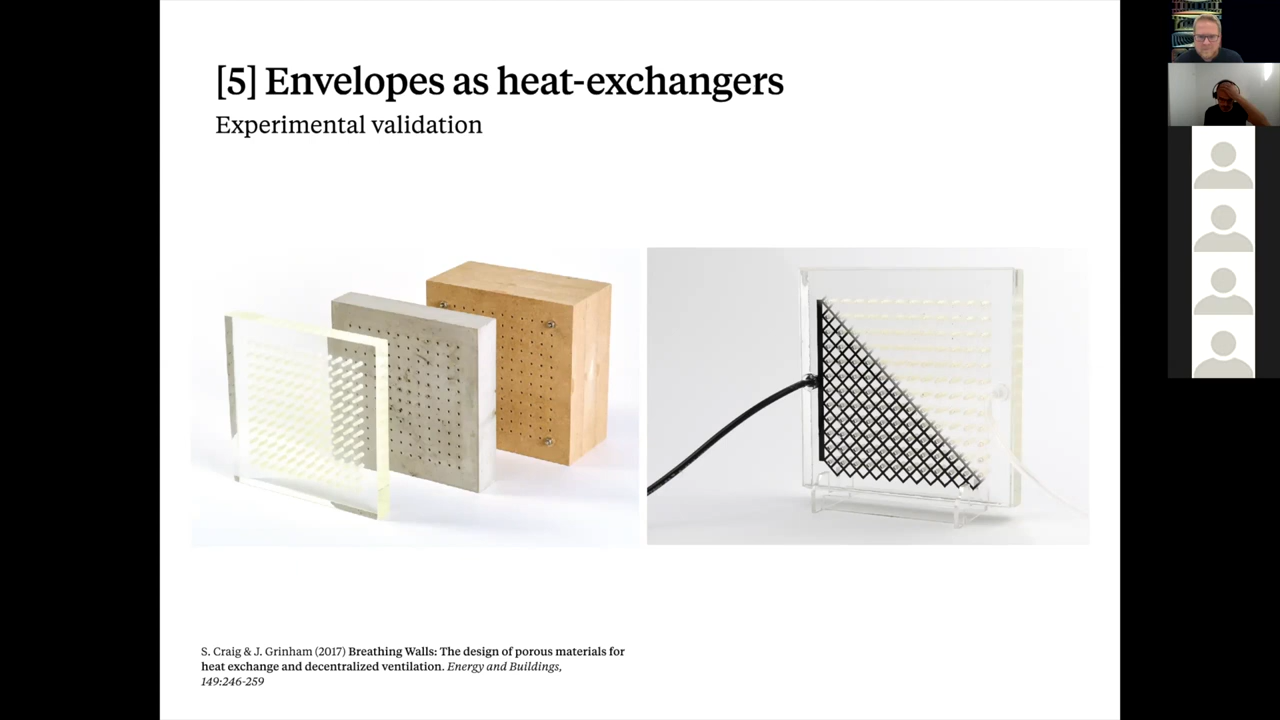 [5] Envelopes as heat-exchangers
Experimental validation
S. Craig & J. Grinham (2017) Breathing Walls: The design of porous materials for
heat exchange and decentralized ventilation. Energy and Buildings,
149:246-259